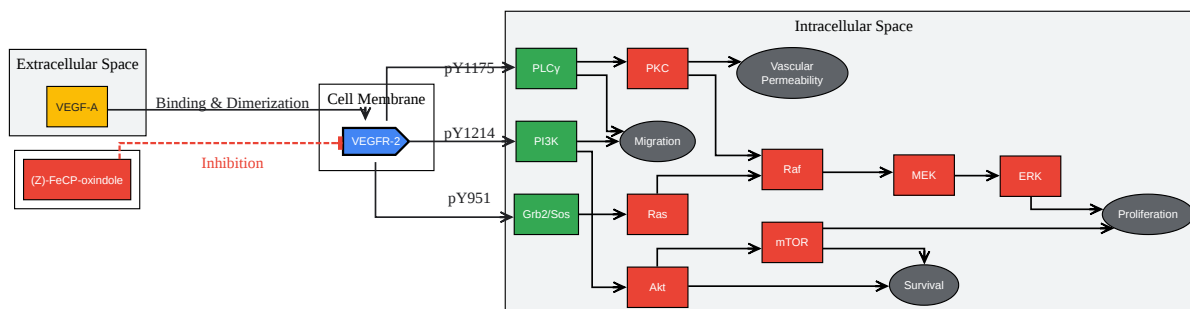 Intracellular Space
Extracellular Space
VEGF-A
Binding & Dimerization
Cell Membrane
VEGFR-2
(Z)-FeCP-oxindole
Inhibition
pY1175
pY1214
pY951
PLCγ
PKC
Vascular
Permeability
PI3K
Migration
Raf
MEK
ERK
Grb2/Sos
Ras
Proliferation
mTOR
Akt
Survival